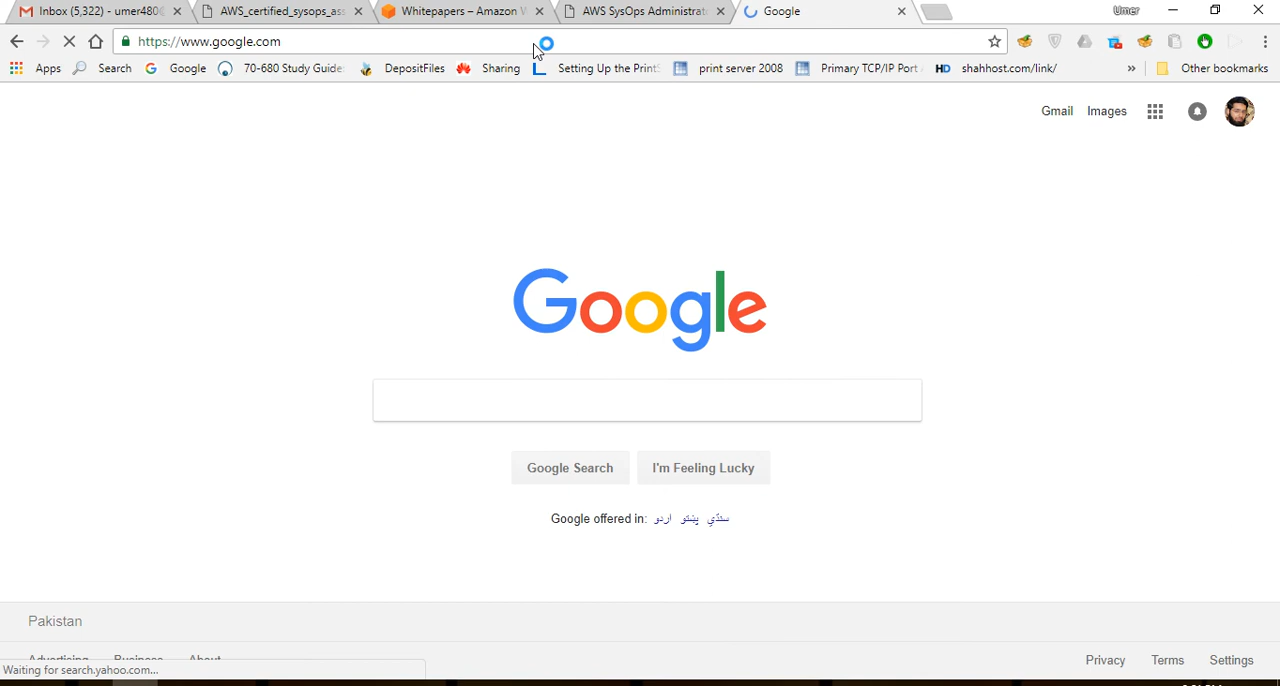 Inbox (5,322) - umer480 AWS_certified_sysops_ass Whitepapers – Amazon W AWS SysOps Administrat Google Umer
https://www.google.com
Apps Search Google 70-680 Study Guide DepositFiles Sharing Setting Up the PrintS print server 2008 Primary TCP/IP Port HD shahhost.com/link/ » Other bookmarks
Gmail Images
Google
Google Search I'm Feeling Lucky
Google offered in: اردو پښتو سنڌي
Pakistan
Advertising Business About Privacy Terms Settings
Waiting for search.yahoo.com...